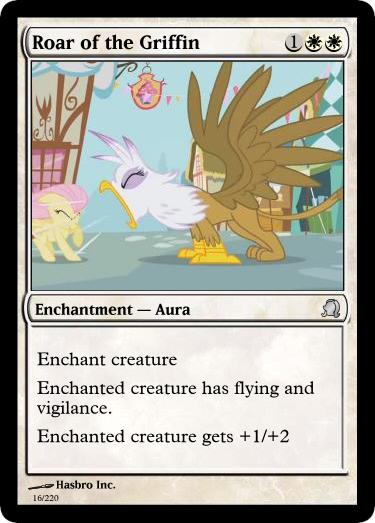 Roar of the Griffin 1
Enchantment — Aura
Enchant creature
Enchanted creature has flying and
vigilance.
Enchanted creature gets +1/+2
Hasbro Inc.
16/220